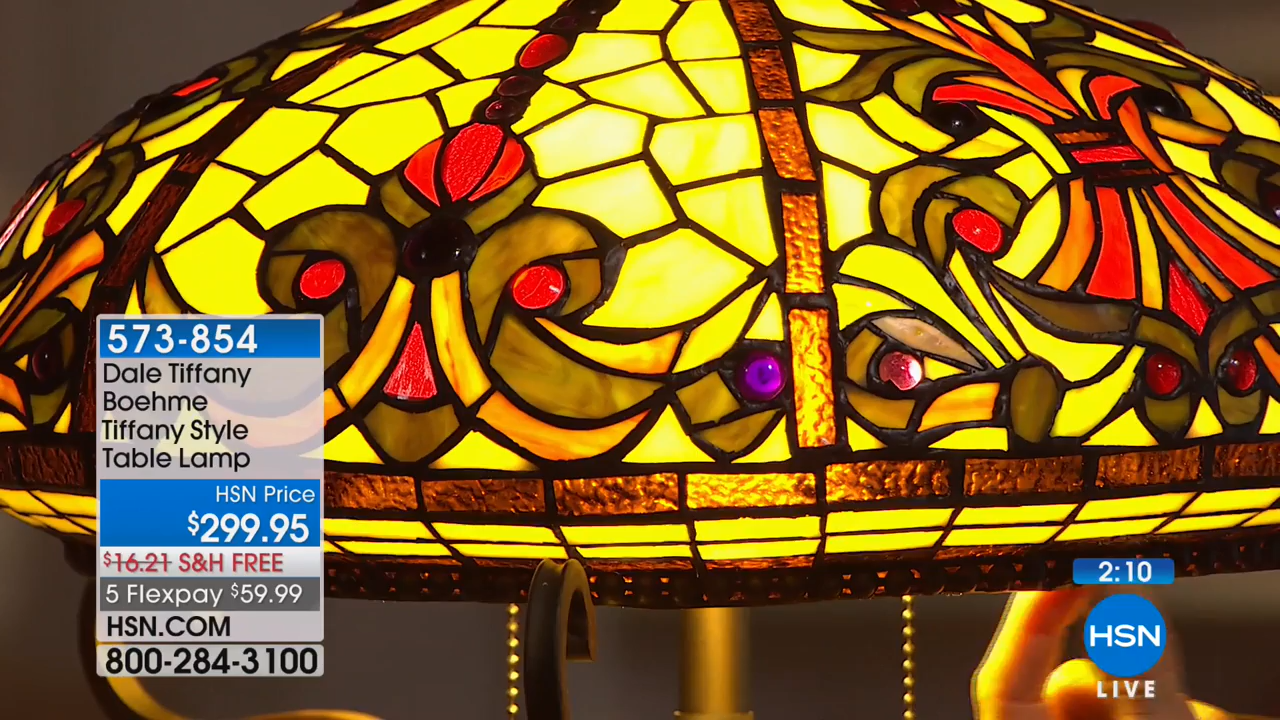 573-854
Dale Tiffany
Boehme
Tiffany Style
Table Lamp
HSN Price
$299.95
$16.21 S&H FREE
5 Flexpay $59.99
HSN.COM
800-284-3100
2:10
HSN
LIVE